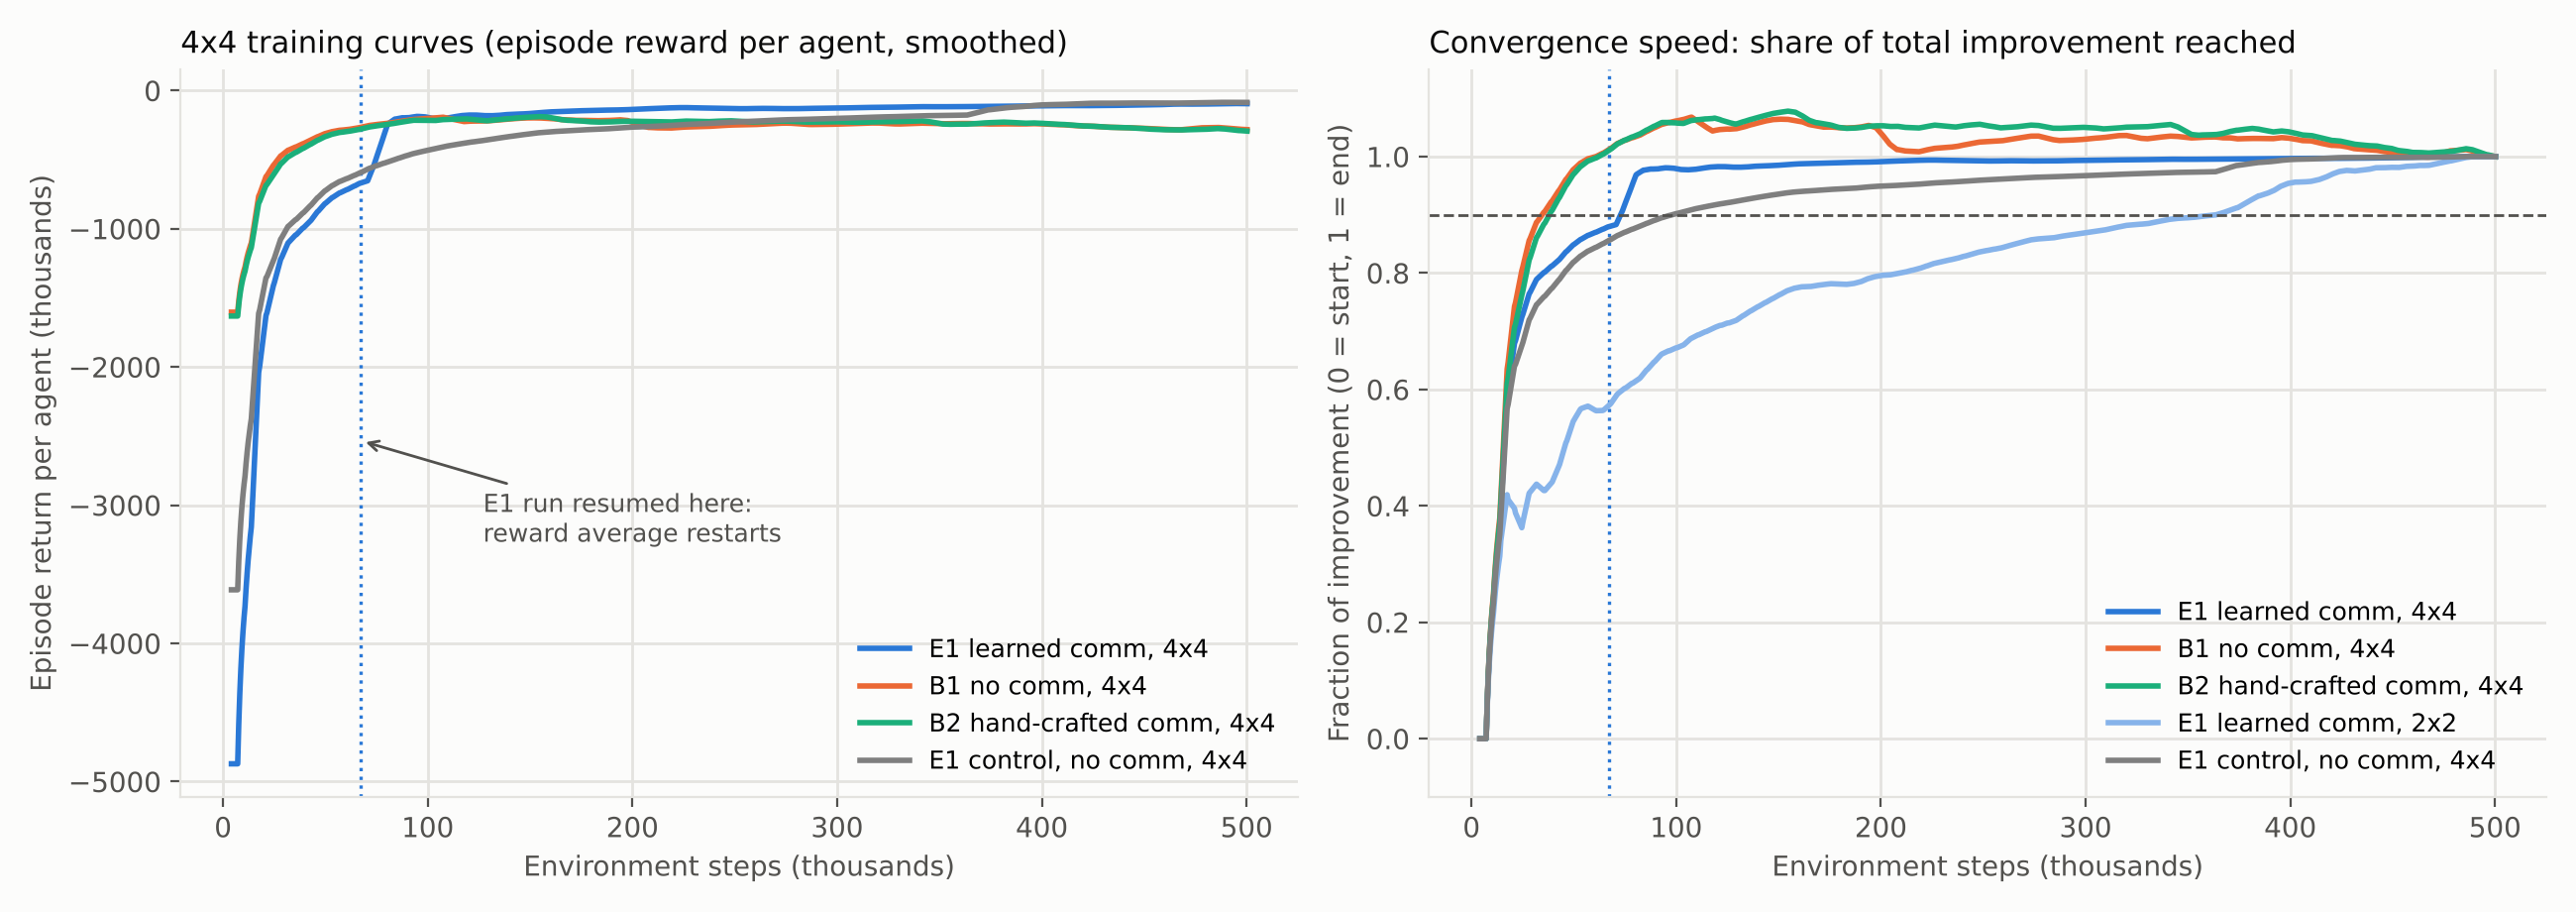 4x4 training curves (episode reward per agent, smoothed)
Episode return per agent (thousands)
0
−1000
−2000
−3000
−4000
−5000
E1 run resumed here:
reward average restarts
E1 learned comm, 4x4
B1 no comm, 4x4
B2 hand-crafted comm, 4x4
E1 control, no comm, 4x4
0 100 200 300 400 500
Environment steps (thousands)
Convergence speed: share of total improvement reached
Fraction of improvement (0 = start, 1 = end)
1.0
0.8
0.6
0.4
0.2
0.0
E1 learned comm, 4x4
B1 no comm, 4x4
B2 hand-crafted comm, 4x4
E1 learned comm, 2x2
E1 control, no comm, 4x4
0 100 200 300 400 500
Environment steps (thousands)